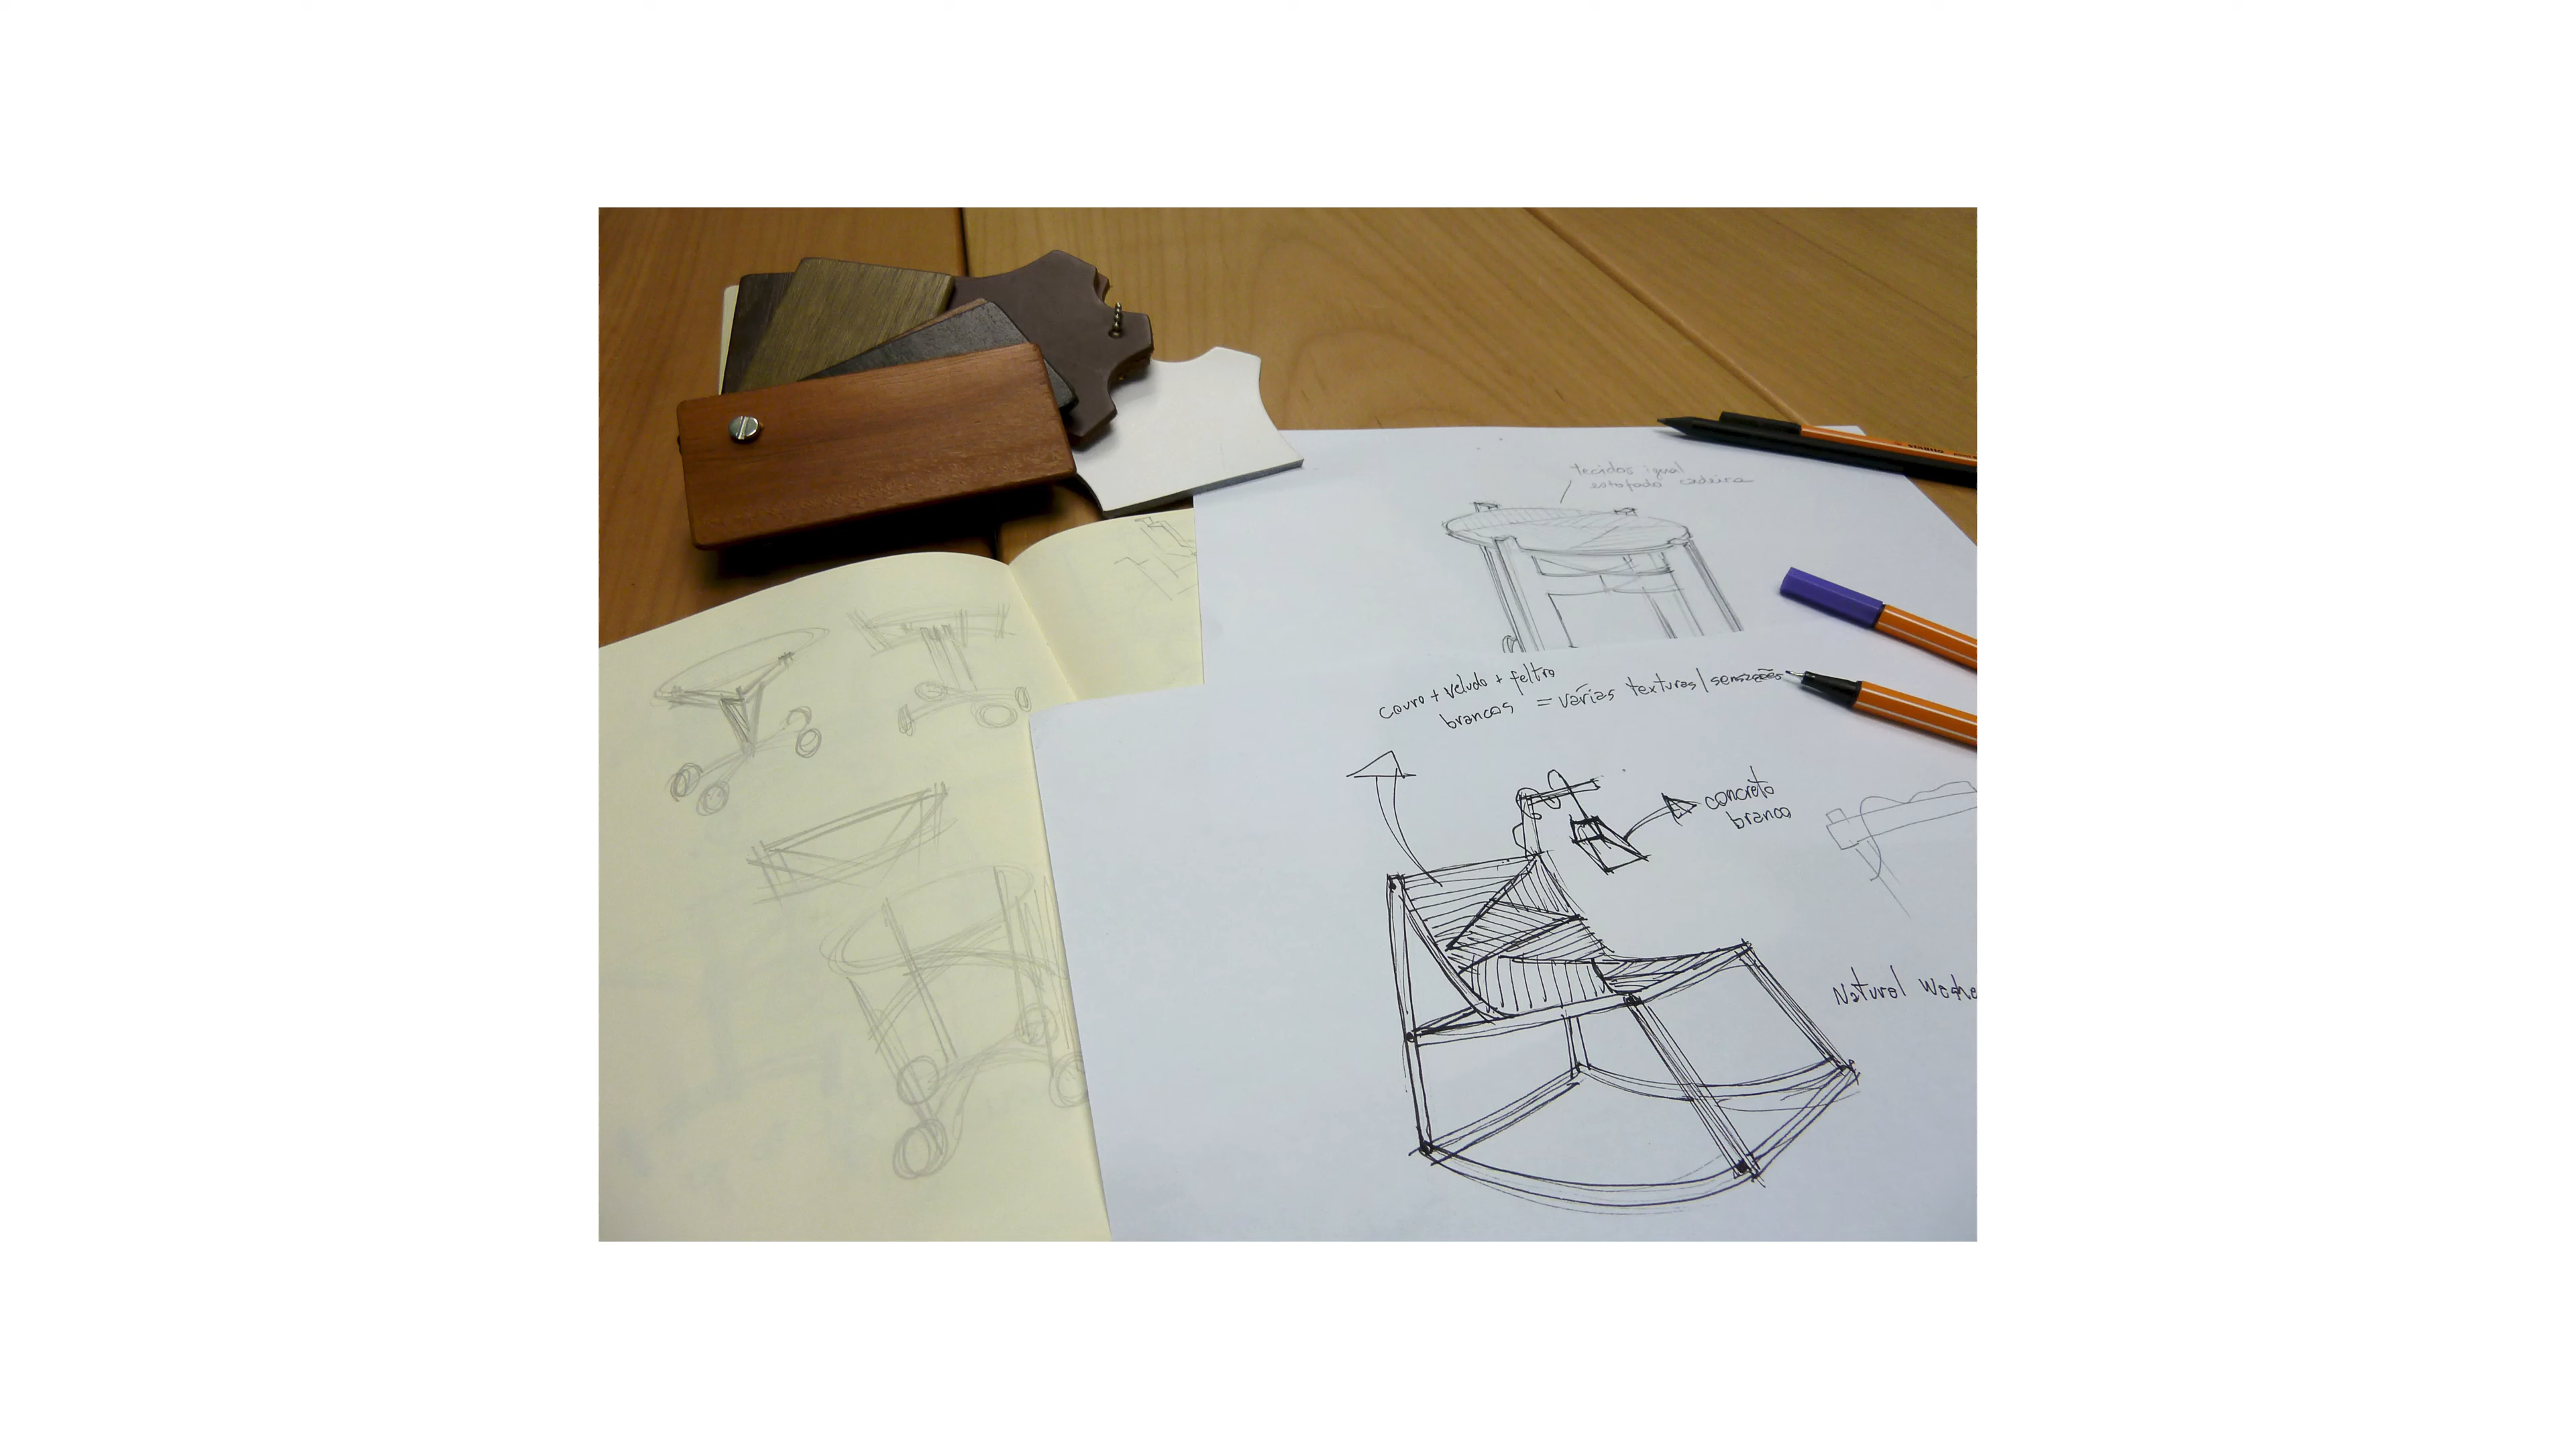 tecidos igual
estofado cadeira
couro + veludo + feltro
brancos = várias texturas/sensações
concreto
branco
Natural